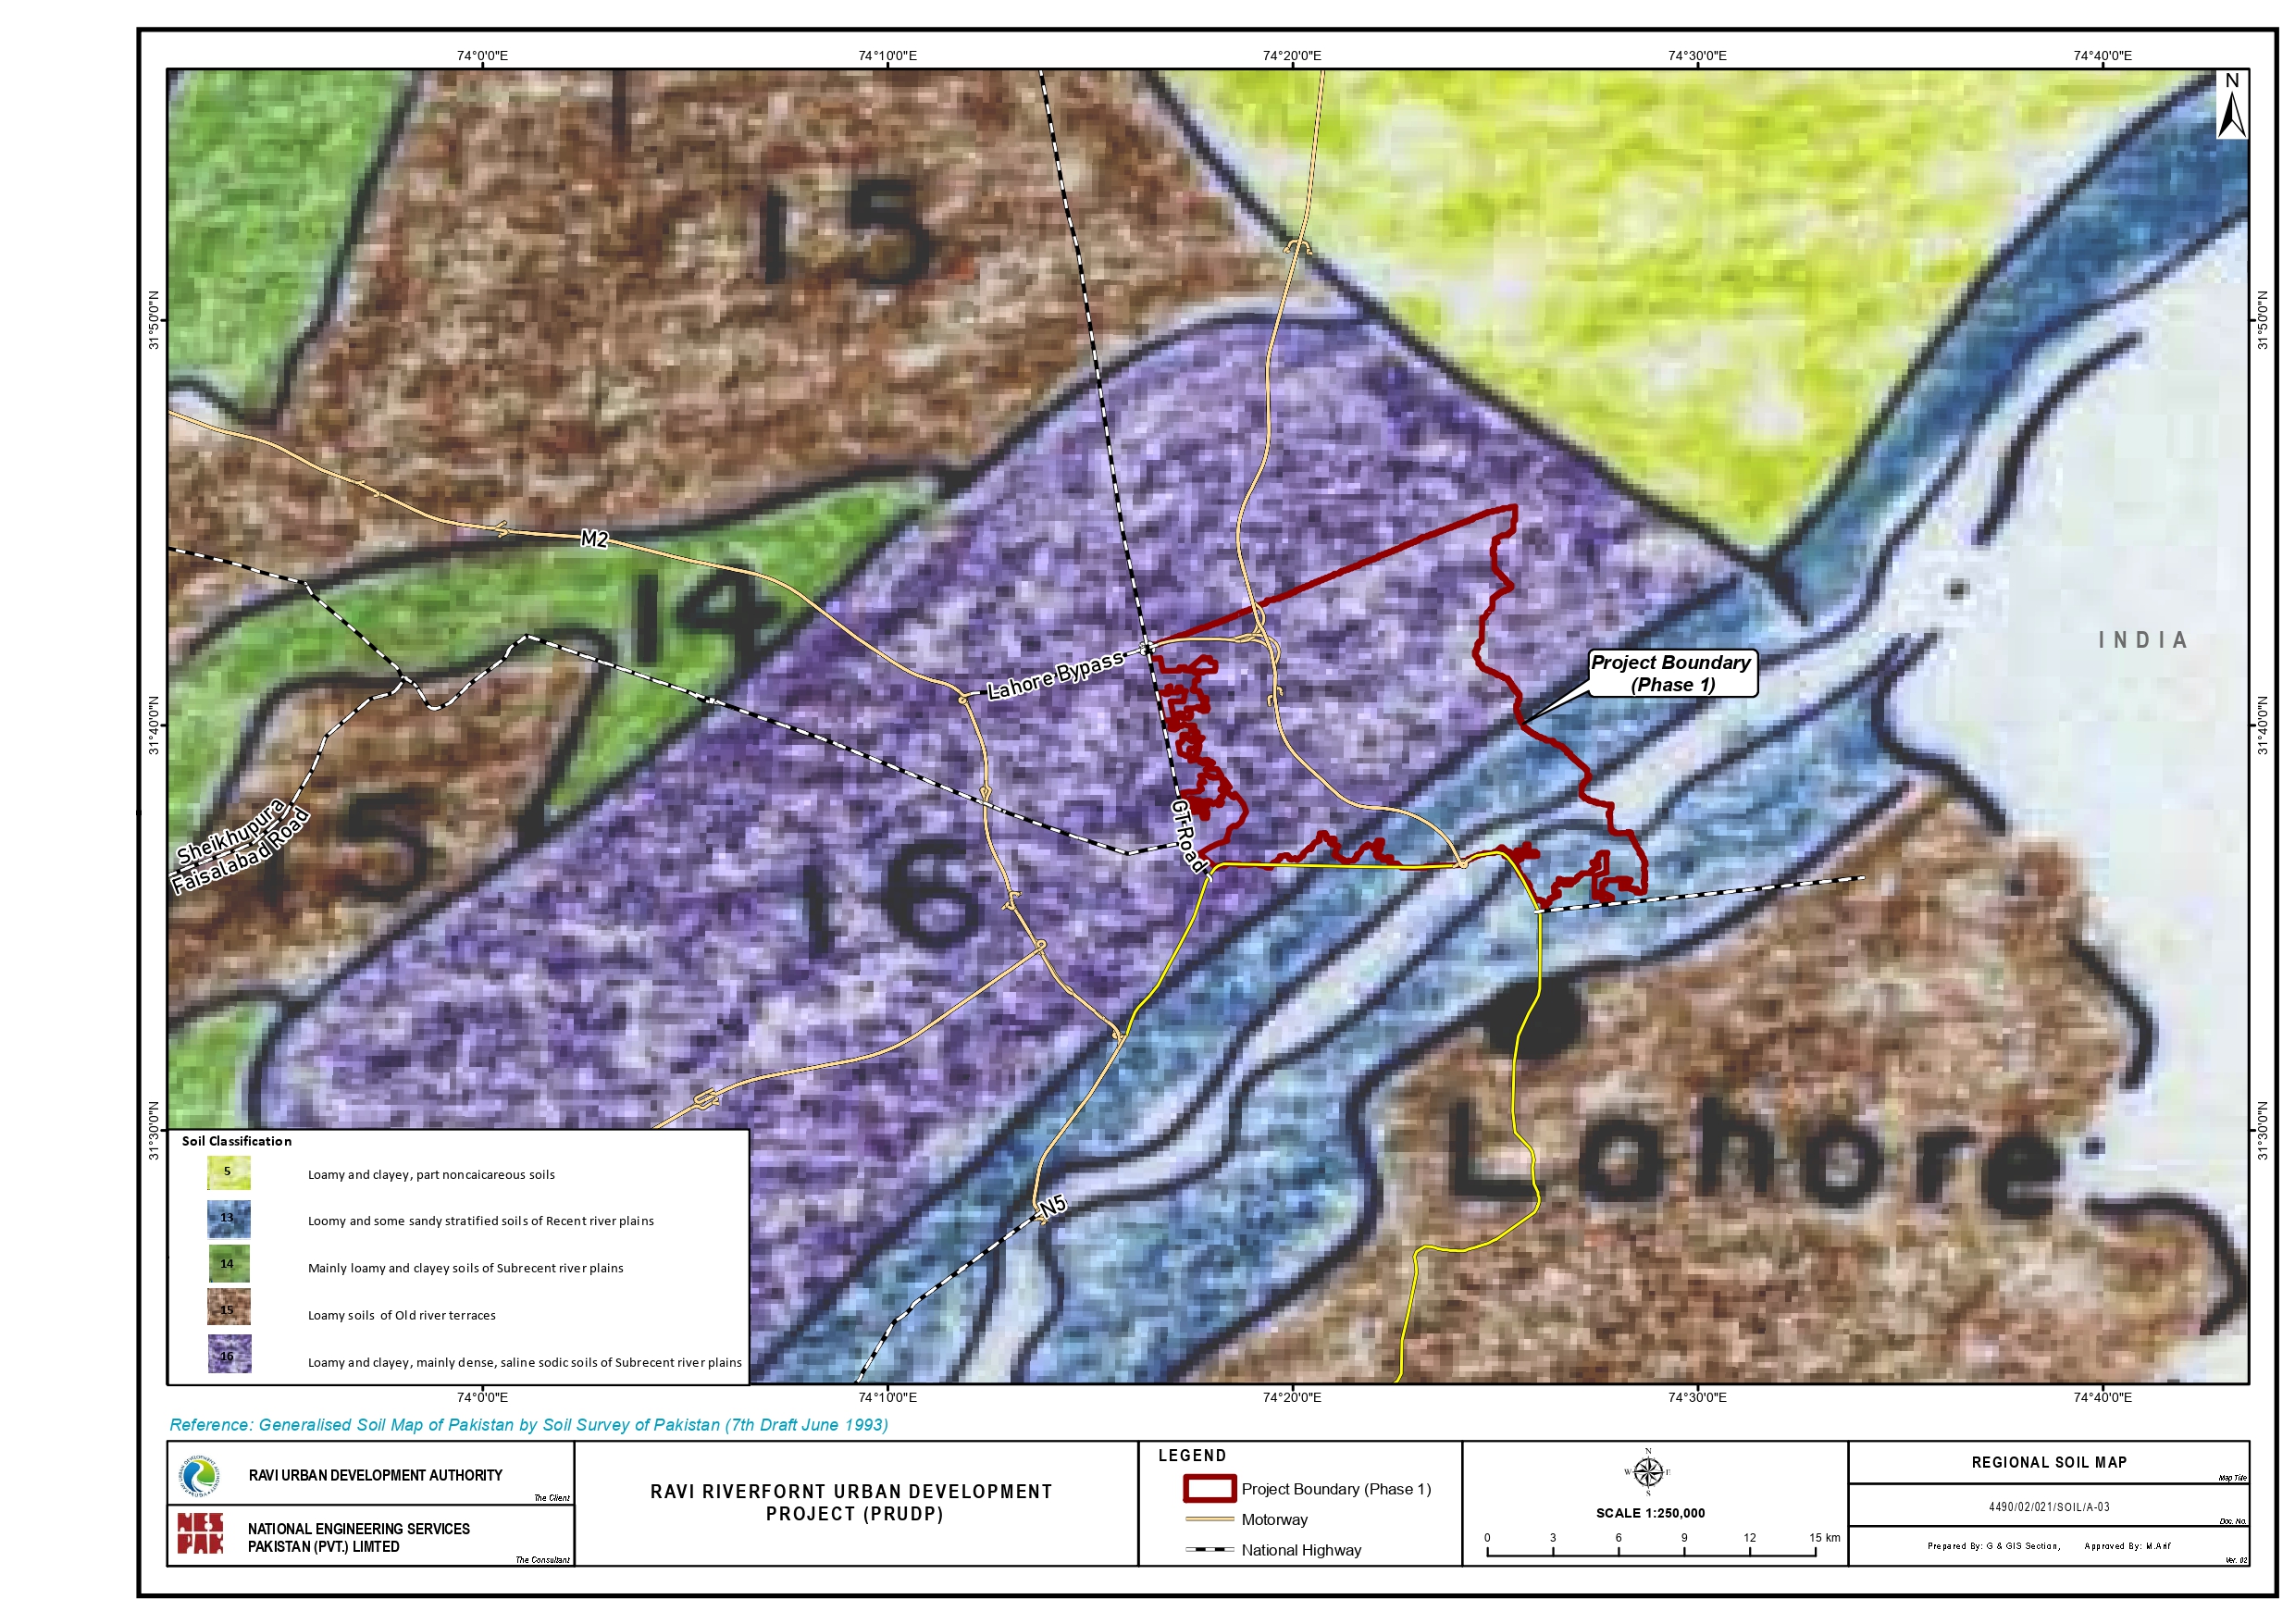 74°0'0"E
74°10'0"E
74°20'0"E
74°30'0"E
74°40'0"E
N
31°50'0"N
31°50'0"N
31°40'0"N
31°40'0"N
31°30'0"N
31°30'0"N
15
14
15
16
M2
Lahore Bypass
GT Road
Sheikhupura
Faisalabad Road
N5
Project Boundary
(Phase 1)
INDIA
Lahore
Soil Classification
5 Loamy and clayey, part noncaicareous soils
13 Loomy and some sandy stratified soils of Recent river plains
14 Mainly loamy and clayey soils of Subrecent river plains
15 Loamy soils of Old river terraces
16 Loamy and clayey, mainly dense, saline sodic soils of Subrecent river plains
74°0'0"E
74°10'0"E
74°20'0"E
74°30'0"E
74°40'0"E
Reference: Generalised Soil Map of Pakistan by Soil Survey of Pakistan (7th Draft June 1993)
RAVI URBAN DEVELOPMENT AUTHORITY
The Client
NES
PAK
NATIONAL ENGINEERING SERVICES
PAKISTAN (PVT.) LIMTED
The Consultant
RAVI RIVERFORNT URBAN DEVELOPMENT
PROJECT (PRUDP)
LEGEND
Project Boundary (Phase 1)
Motorway
National Highway
N
W E
S
SCALE 1:250,000
0 3 6 9 12 15 km
REGIONAL SOIL MAP
Map Title
4490/02/021/SOIL/A-03
Doc. No.
Prepared By: G & GIS Section, Approved By: M.Arif
Ver. 02